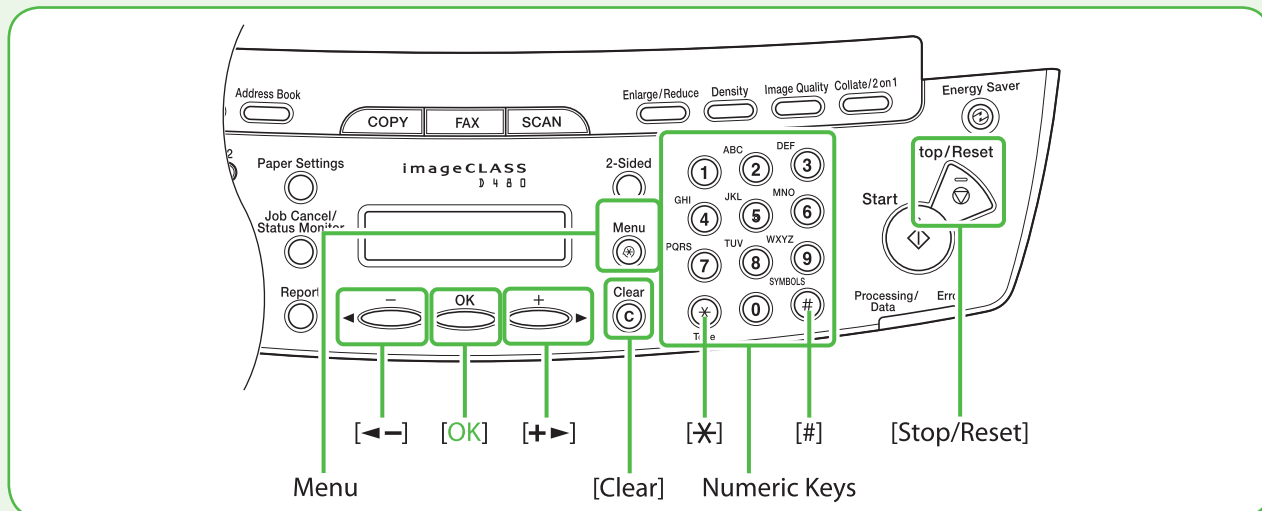 Address Book
COPY
FAX
SCAN
Enlarge/Reduce
Density
Image Quality
Collate/2 on 1
Energy Saver
2
Paper Settings
imageCLASS
D480
2-Sided
Job Cancel/
Status Monitor
Menu
Report
−
OK
+
Clear
C
1
ABC
2
DEF
3
GHI
4
JKL
5
MNO
6
PQRS
7
TUV
8
WXYZ
9
SYMBOLS
0
#
Tone
top/Reset
Start
Processing/
Data
Erro
[◄−]
[OK]
[+►]
[*]
[#]
[Stop/Reset]
Menu
[Clear]
Numeric Keys